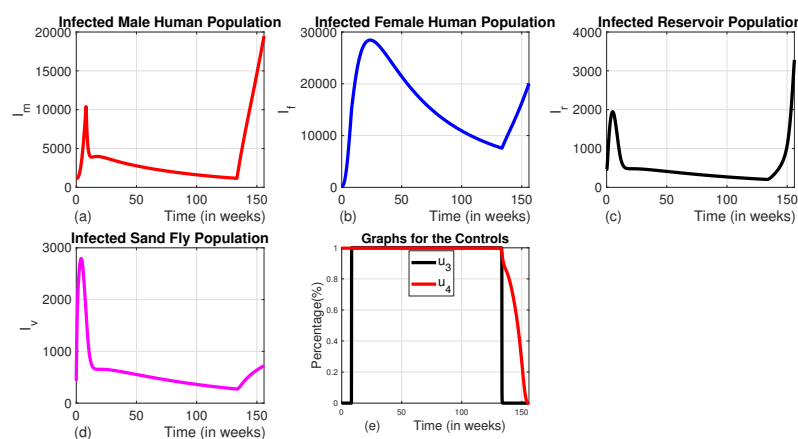 Infected Male Human Population
20000
15000
10000
5000
0
I_m
0 50 100 150
(a)
Time (in weeks)
Infected Female Human Population
30000
20000
10000
0
I_f
0 50 100 150
(b)
Time (in weeks)
Infected Reservoir Population
4000
3000
2000
1000
0
I_r
0 50 100 150
(c)
Time (in weeks)
Infected Sand Fly Population
3000
2000
1000
0
I_v
0 50 100 150
(d)
Time (in weeks)
Graphs for the Controls
1
0.8
0.6
0.4
0.2
0
Percentage(%)
u_3
u_4
0 50 100 150
(e)
Time (in weeks)